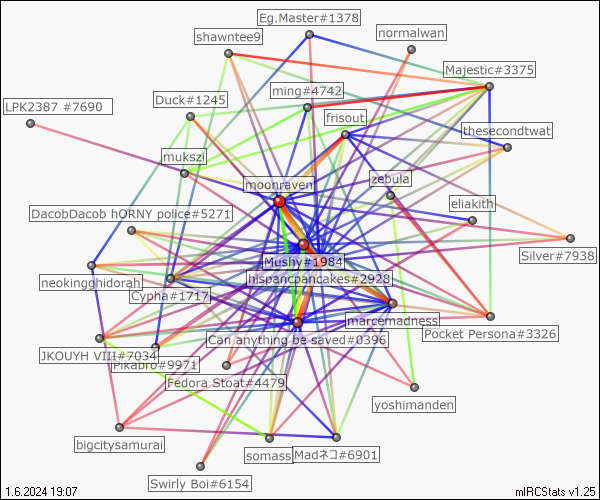 Eg.Master#1378
shawntee9
normalwan
Majestic#3375
ming#4742
Duck#1245
LPK2387 #7690
frisout
thesecondtwat
mukszi
moonraven
zebula
eliakith
DacobDacob hORNY police#5271
Silver#7938
Mushy#1984
hispancpancakes#2928
neokingghidorah
Cypha#1717
marcemadness
Pocket Persona#3326
Can anything be saved#0396
JKOUYH VIII#7034
Pikabro#9971
Fedora Stoat#4479
yoshimanden
bigcitysamurai
somass
Madネコ#6901
Swirly Boi#6154
1.6.2024 19:07
mIRCStats v1.25